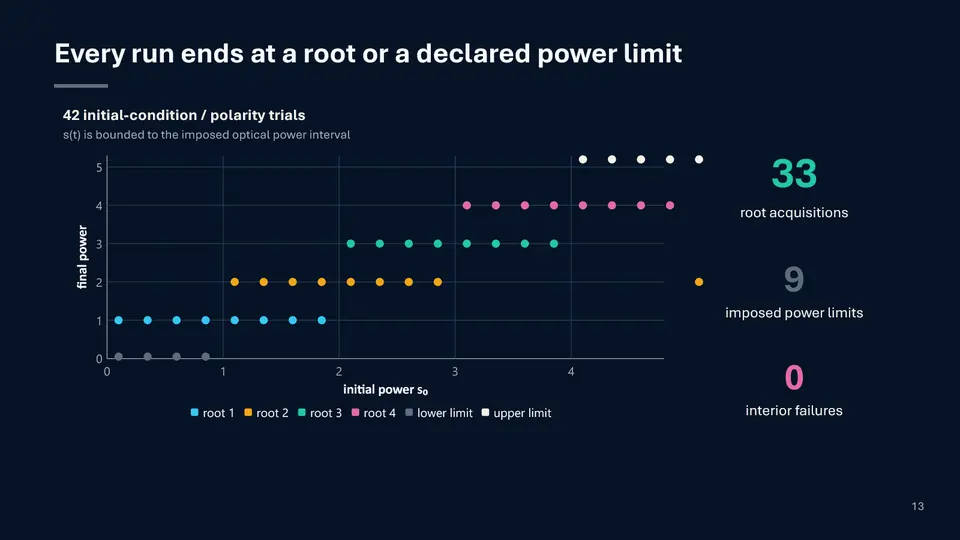 Every run ends at a root or a declared power limit
42 initial-condition / polarity trials
s(t) is bounded to the imposed optical power interval
5
4
3
2
1
0
final power
0 1 2 3 4
initial power s₀
root 1 root 2 root 3 root 4 lower limit upper limit
33
root acquisitions
9
imposed power limits
0
interior failures
13